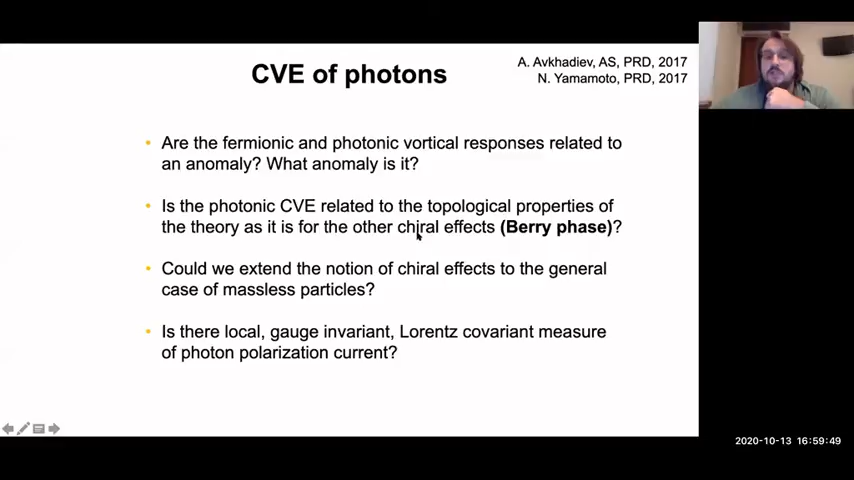 CVE of photons
A. Avkhadiev, AS, PRD, 2017
N. Yamamoto, PRD, 2017
• Are the fermionic and photonic vortical responses related to
an anomaly? What anomaly is it?
• Is the photonic CVE related to the topological properties of
the theory as it is for the other chiral effects (Berry phase)?
• Could we extend the notion of chiral effects to the general
case of massless particles?
• Is there local, gauge invariant, Lorentz covariant measure
of photon polarization current?
2020-10-13 16:59:49